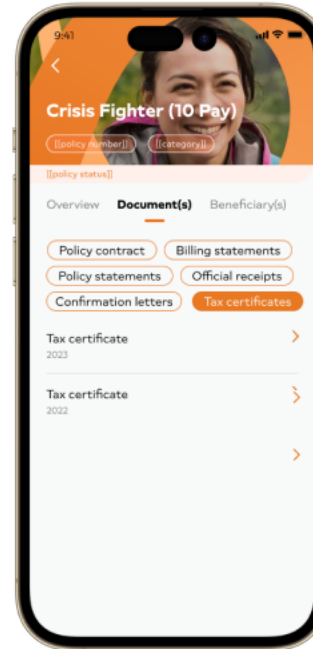 9:41
Crisis Fighter (10 Pay)
[[policy number]] [[category]]
[[policy status]]
Overview Document(s) Beneficiary(s)
Policy contract Billing statements
Policy statements Official receipts
Confirmation letters Tax certificates
Tax certificate
2023
Tax certificate
2022